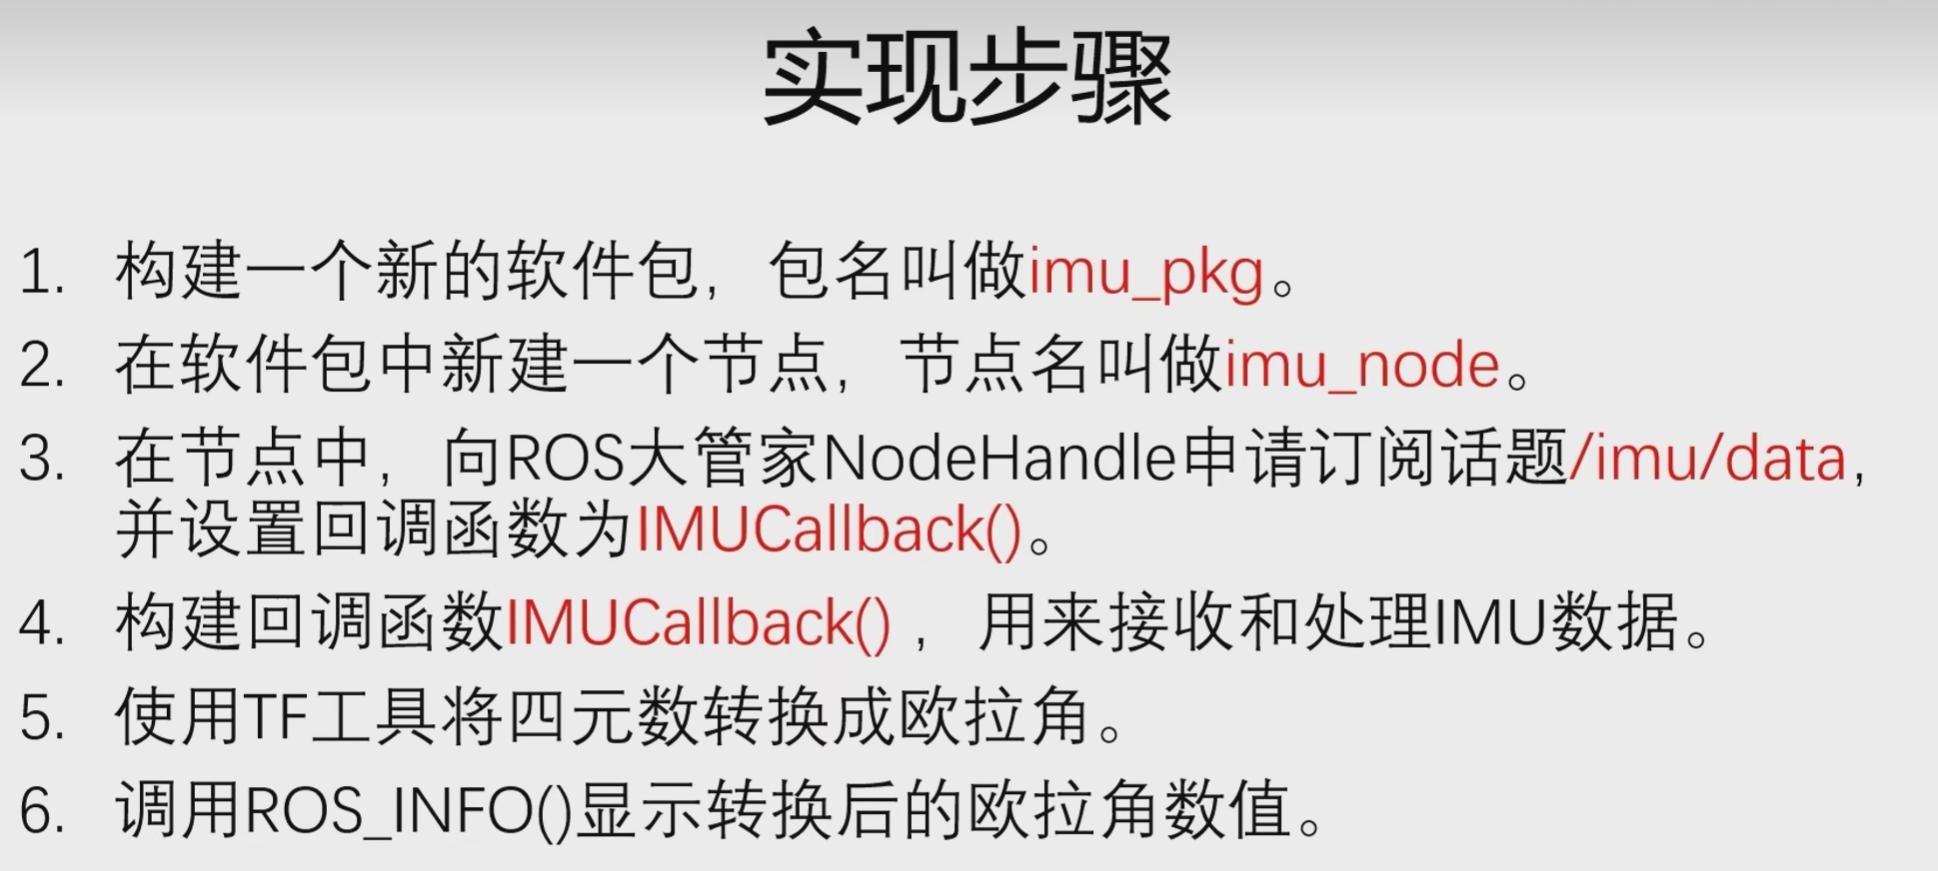 实现步骤
1. 构建一个新的软件包，包名叫做imu_pkg。
2. 在软件包中新建一个节点，节点名叫做imu_node。
3. 在节点中，向ROS大管家NodeHandle申请订阅话题/imu/data,
并设置回调函数为IMUCallback()。
4. 构建回调函数IMUCallback() ，用来接收和处理IMU数据。
5. 使用TF工具将四元数转换成欧拉角。
6. 调用ROS_INFO()显示转换后的欧拉角数值。